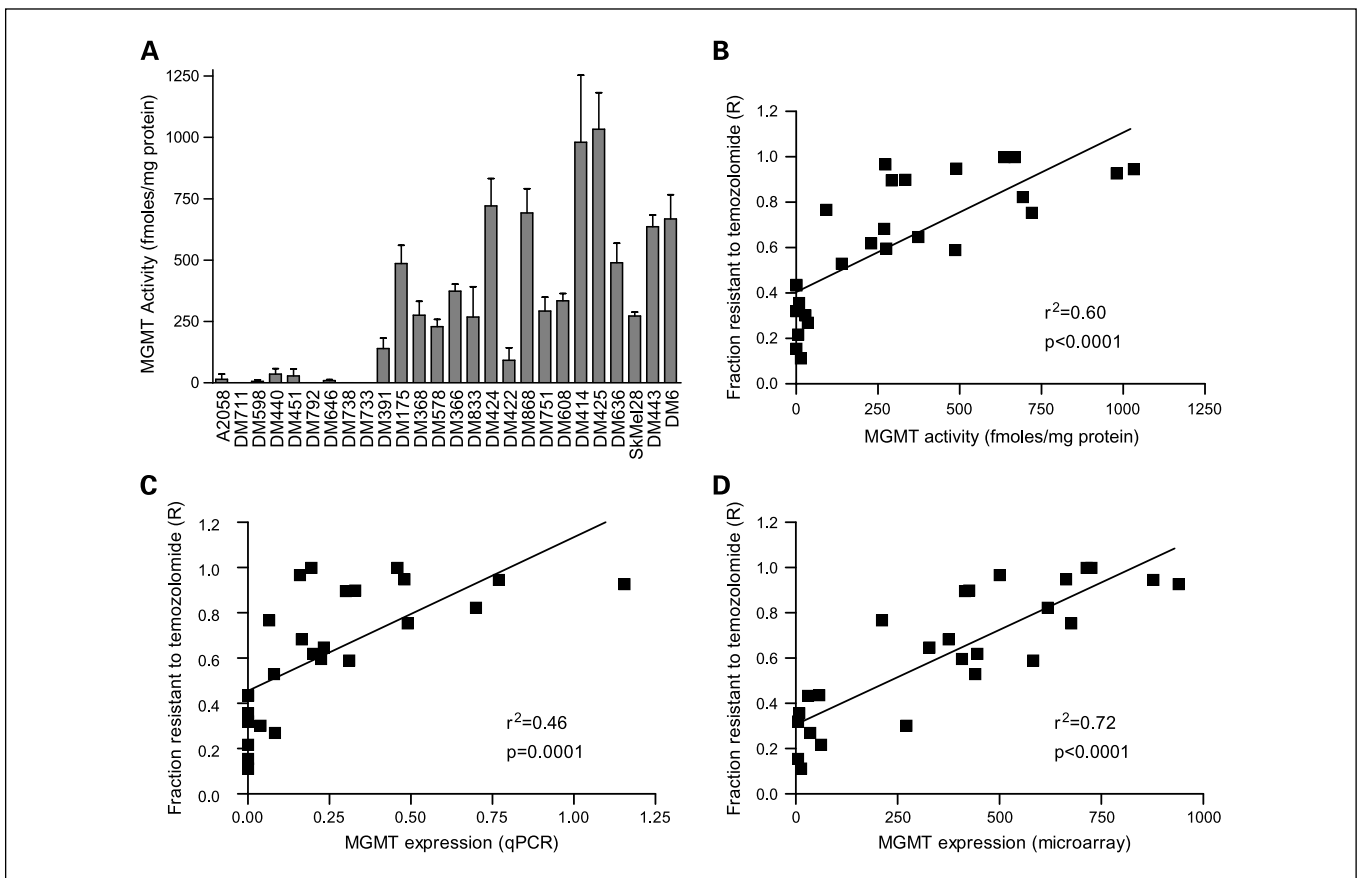 A
MGMT Activity (fmoles/mg protein)
1250
1000
750
500
250
0
A2058
DM711
DM598
DM440
DM451
DM792
DM646
DM738
DM733
DM391
DM175
DM368
DM578
DM366
DM833
DM424
DM422
DM868
DM751
DM608
DM414
DM425
DM636
SkMel28
DM443
DM6
B
Fraction resistant to temozolomide (R)
1.2
1.0
0.8
0.6
0.4
0.2
0.0
r²=0.60
p<0.0001
0 250 500 750 1000 1250
MGMT activity (fmoles/mg protein)
C
Fraction resistant to temozolomide (R)
1.2
1.0
0.8
0.6
0.4
0.2
0.0
r²=0.46
p=0.0001
0.00 0.25 0.50 0.75 1.00 1.25
MGMT expression (qPCR)
D
Fraction resistant to temozolomide (R)
1.2
1.0
0.8
0.6
0.4
0.2
0.0
r²=0.72
p<0.0001
0 250 500 750 1000
MGMT expression (microarray)